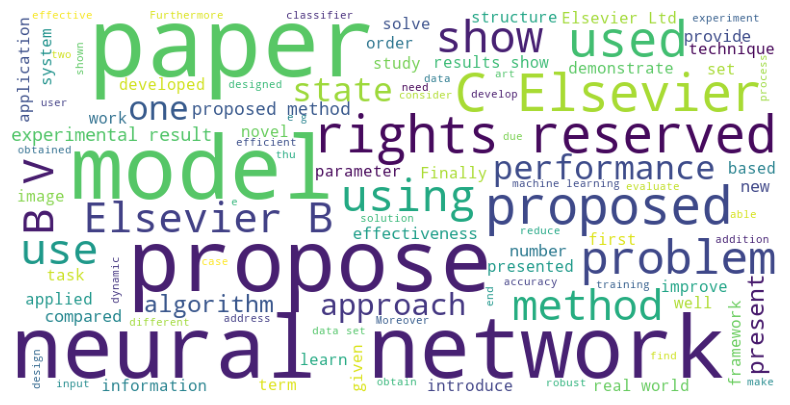 effective
Furthermore
classifier
solve
structure
Elsevier Ltd
experiment
application
system
two
shown
paper
order
study
show
results show
used
provide
technique
demonstrate
set
process
developed
designed
data
art
consider
need
develop
state
C Elsevier
work
one
proposed method
e g
experimental result
novel
efficient
thu
rights reserved
due
obtained
B V
model
parameter
Finally
performance
based
new
image
e
using
machine learning
evaluate
able
Elsevier B
solution
effectiveness
proposed
reduce
number
first
addition
use
task
dynamic
case
propose
presented
problem
accuracy
training
improve
applied
algorithm
approach
end
method
well
present
compared
different
address
data set
Moreover
framework
neural network
design
input
information
term
learn
given
obtain
introduce
robust
real world
find
make